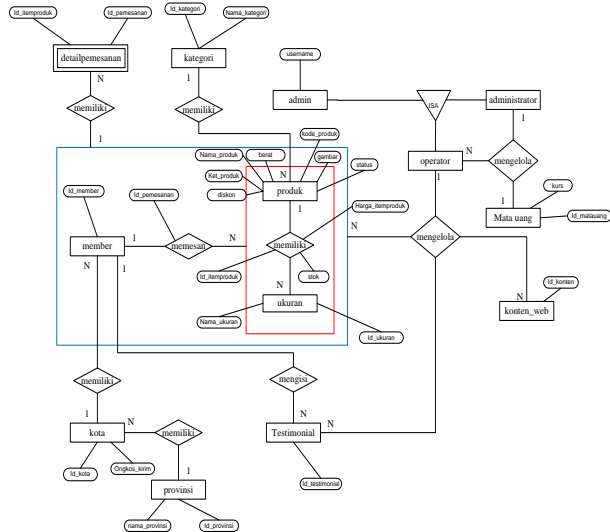 Id_itemproduk
Id_pemesanan
Id_kategori
Nama_kategori
detailpemesanan
kategori
username
N
1
memiliki
memiliki
admin
ISA
administrator
1
1
kode_produk
Nama_produk
berat
gambar
operator
N
mengelola
status
Ket_produk
N
diskon
produk
kurs
Id_member
Id_pemesanan
1
Harga_itemproduk
1
1
Mata uang
Id_matauang
member
1
memesan
N
memiliki
N
mengelola
N
1
Id_itemproduk
stok
N
Id_konten
ukuran
N
konten_web
Nama_ukuran
Id_ukuran
memiliki
mengisi
1
N
kota
N
memiliki
Testimonial
N
Id_kota
Ongkos_kirim
1
Id_testimonial
provinsi
nama_provinsi
Id_provinsi